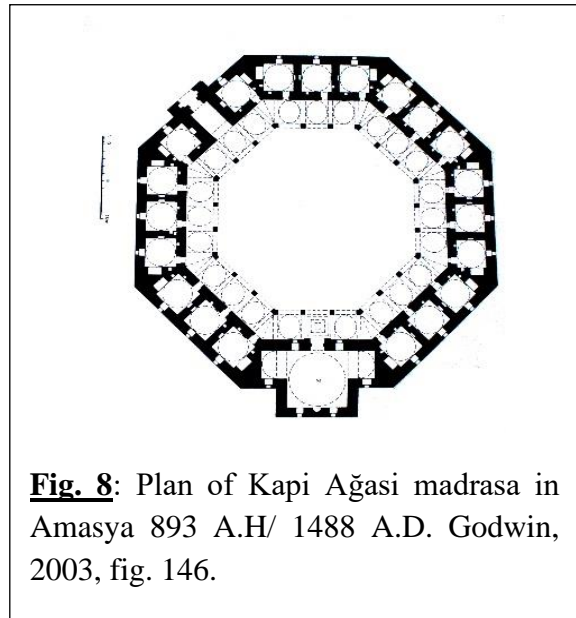 Fig. 8: Plan of Kapi Ağasi madrasa in
Amasya 893 A.H/ 1488 A.D. Godwin,
2003, fig. 146.